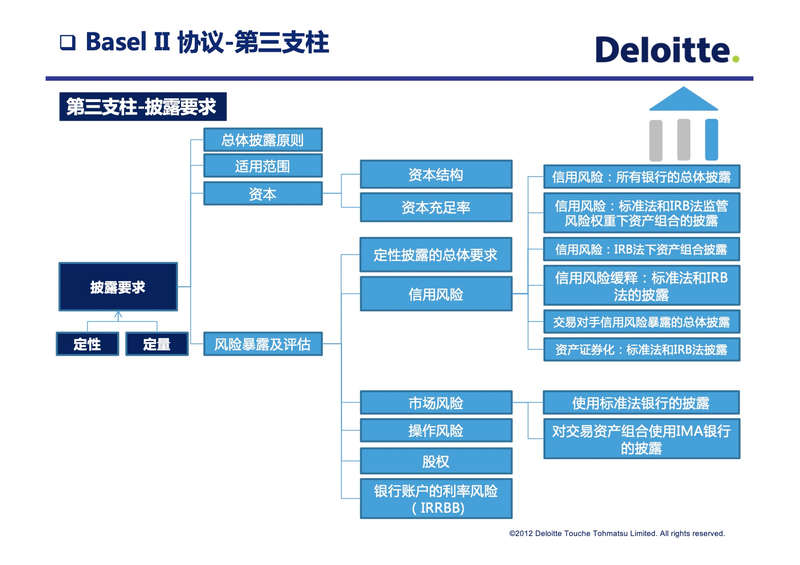 Basel II 协议-第三支柱
Deloitte.
第三支柱-披露要求
总体披露原则
适用范围
资本
资本结构
资本充足率
披露要求
定性
定量
风险暴露及评估
定性披露的总体要求
信用风险
信用风险：所有银行的总体披露
信用风险：标准法和IRB法监管
风险权重下资产组合的披露
信用风险：IRB法下资产组合披露
信用风险缓释：标准法和IRB
法的披露
交易对手信用风险暴露的总体披露
资产证券化：标准法和IRB法披露
市场风险
使用标准法银行的披露
对交易资产组合使用IMA银行
的披露
操作风险
股权
银行账户的利率风险
（ IRRBB)
©2012 Deloitte Touche Tohmatsu Limited. All rights reserved.